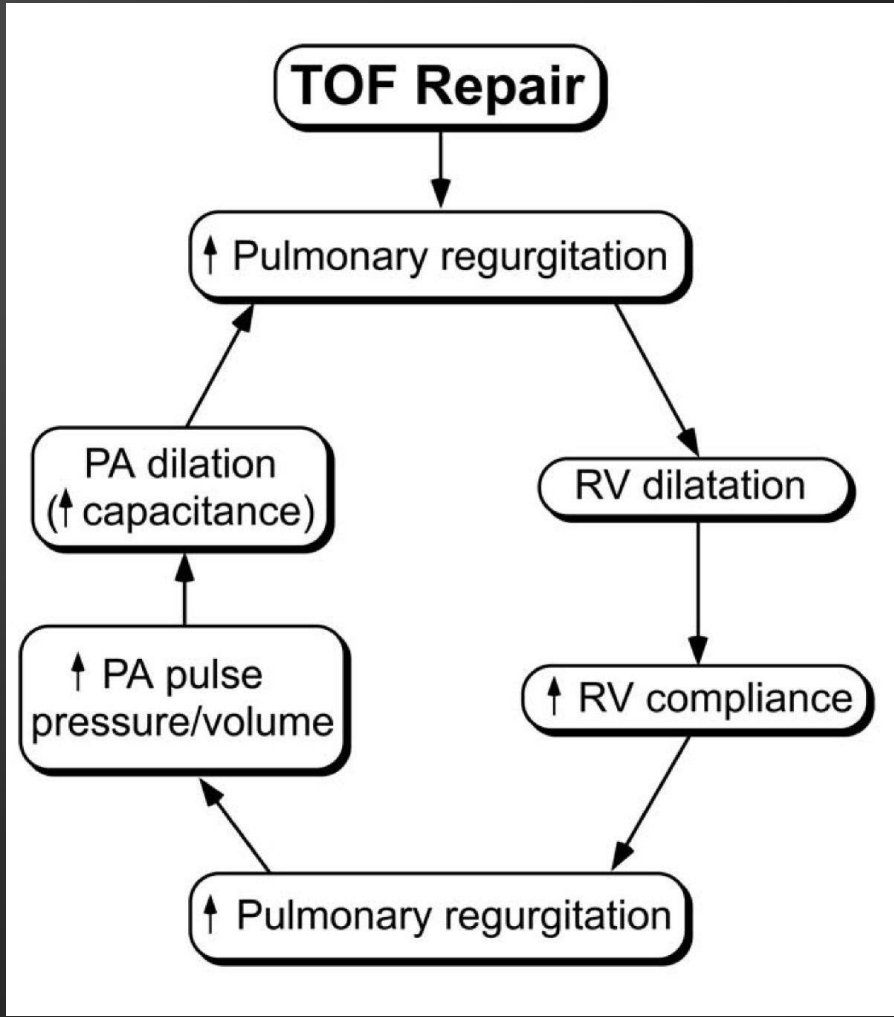 TOF Repair
↑ Pulmonary regurgitation
RV dilatation
↑ RV compliance
↑ Pulmonary regurgitation
↑ PA pulse
pressure/volume
PA dilation
(↑ capacitance)